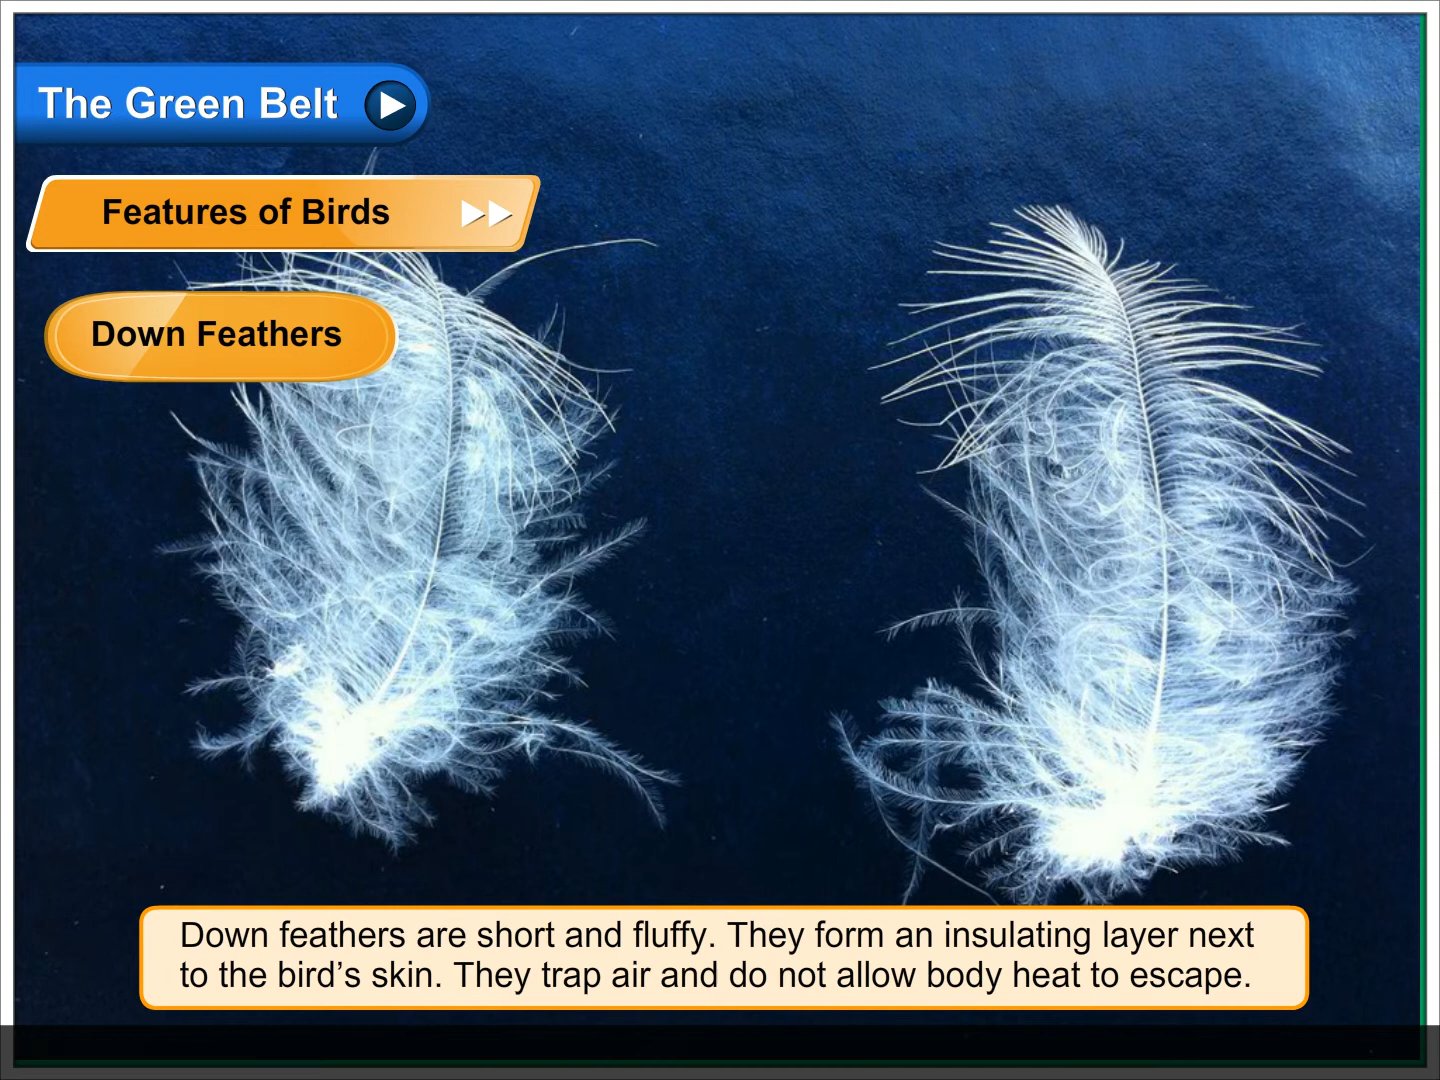 The Green Belt
Features of Birds
Down Feathers
Down feathers are short and fluffy. They form an insulating layer next
to the bird’s skin. They trap air and do not allow body heat to escape.